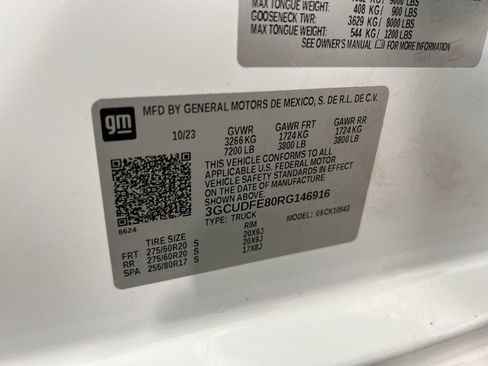 MAX TONGUE WEIGHT: 408 KG/ 900 LBS
GOOSENECK TWR: 3629 KG/ 8000 LBS
MAX TONGUE WEIGHT: 544 KG/ 1200 LBS
SEE OWNER'S MANUAL FOR MORE INFORMATION
gm
MFD BY GENERAL MOTORS DE MEXICO, S. DE R.L. DE C.V.
10/23 GVWR GAWR FRT GAWR RR
3266 KG 1724 KG 1724 KG
7200 LB 3800 LB 3800 LB
THIS VEHICLE CONFORMS TO ALL
APPLICABLE U.S. FEDERAL MOTOR
VEHICLE SAFETY STANDARDS IN EFFECT ON
THE DATE OF MANUFACTURE SHOWN ABOVE.
3GCUDFE80RG146916
TYPE: TRUCK MODEL: 06CK10543
8624
TIRE SIZE RIM
FRT 275/60R20 S 20X9J
RR 275/60R20 S 20X9J
SPA 255/80R17 S 17X8J